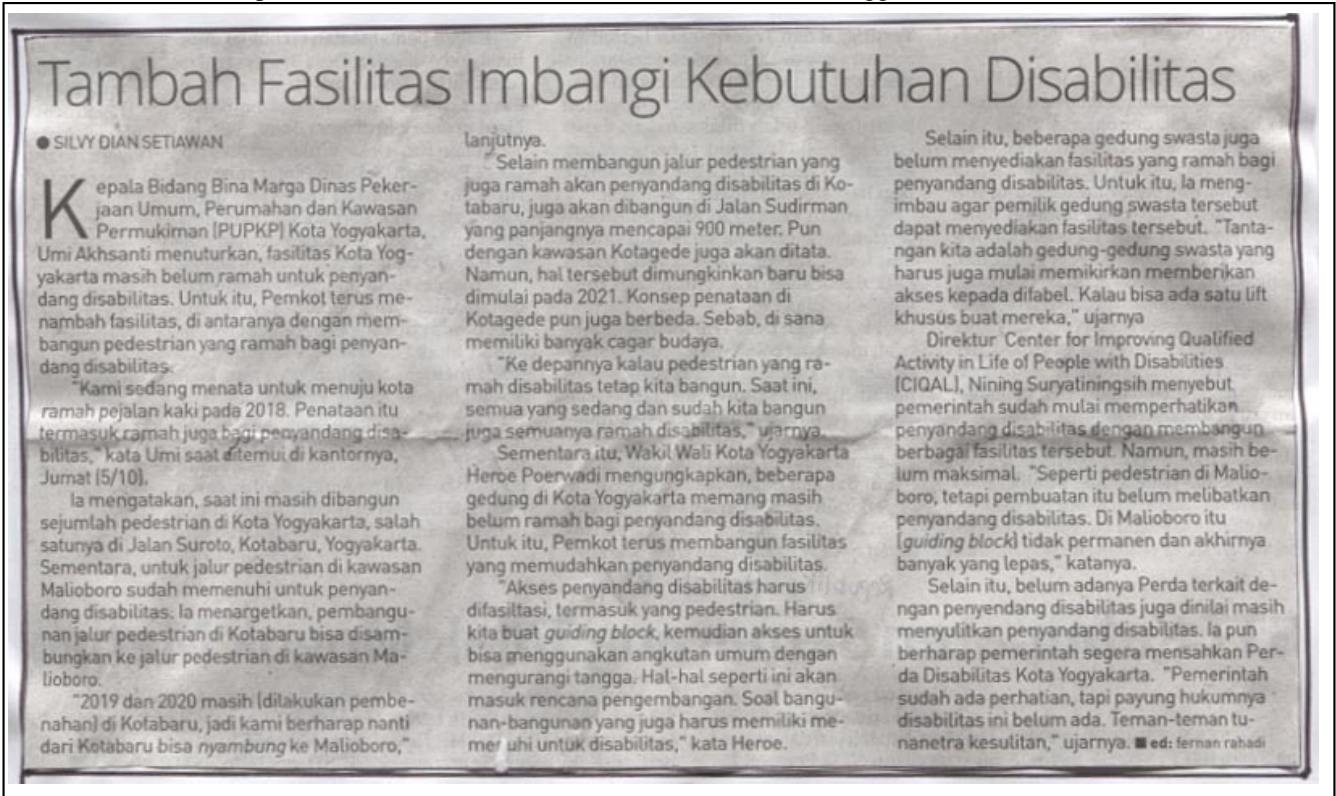 Tambah Fasilitas Imbangi Kebutuhan Disabilitas
● SILVY DIAN SETIAWAN
Kepala Bidang Bina Marga Dinas Peker-
jaan Umum, Perumahan dan Kawasan
Permukiman (PUPKP) Kota Yogyakarta,
Umi Akhsanti menuturkan, fasilitas Kota Yog-
yakarta masih belum ramah untuk penyan-
dang disabilitas. Untuk itu, Pemkot terus me-
nambah fasilitas, di antaranya dengan mem-
bangun pedestrian yang ramah bagi penyan-
dang disabilitas.
"Kami sedang menata untuk menuju kota
ramah pejalan kaki pada 2018. Penataan itu
termasuk ramah juga bagi penyandang disa-
bilitas," kata Umi saat ditemui di kantornya,
Jumat (5/10).
Ia mengatakan, saat ini masih dibangun
sejumlah pedestrian di Kota Yogyakarta, salah
satunya di Jalan Suroto, Kotabaru, Yogyakarta.
Sementara, untuk jalur pedestrian di kawasan
Malioboro sudah memenuhi untuk penyan-
dang disabilitas. Ia menargetkan, pembangu-
nan jalur pedestrian di Kotabaru bisa disam-
bungkan ke jalur pedestrian di kawasan Ma-
lioboro.
"2019 dan 2020 masih (dilakukan pembe-
nahan) di Kotabaru, jadi kami berharap nanti
dari Kotabaru bisa nyambung ke Malioboro,"
lanjutnya.
Selain membangun jalur pedestrian yang
juga ramah akan penyandang disabilitas di Ko-
tabaru, juga akan dibangun di Jalan Sudirman
yang panjangnya mencapai 900 meter. Pun
dengan kawasan Kotagede juga akan ditata.
Namun, hal tersebut dimungkinkan baru bisa
dimulai pada 2021. Konsep penataan di
Kotagede pun juga berbeda. Sebab, di sana
memiliki banyak cagar budaya.
"Ke depannya kalau pedestrian yang ra-
mah disabilitas tetap kita bangun. Saat ini,
semua yang sedang dan sudah kita bangun
juga semuanya ramah disabilitas," ujarnya.
Sementara itu, Wakil Wali Kota Yogyakarta
Heroe Poerwadi mengungkapkan, beberapa
gedung di Kota Yogyakarta memang masih
belum ramah bagi penyandang disabilitas.
Untuk itu, Pemkot terus membangun fasilitas
yang memudahkan penyandang disabilitas.
"Akses penyandang disabilitas harus
difasiltasi, termasuk yang pedestrian. Harus
kita buat guiding block, kemudian akses untuk
bisa menggunakan angkutan umum dengan
mengurangi tangga. Hal-hal seperti ini akan
masuk rencana pengembangan. Soal bangu-
nan-bangunan yang juga harus memiliki me-
menuhi untuk disabilitas," kata Heroe.
Selain itu, beberapa gedung swasta juga
belum menyediakan fasilitas yang ramah bagi
penyandang disabilitas. Untuk itu, Ia meng-
imbau agar pemilik gedung swasta tersebut
dapat menyediakan fasilitas tersebut. "Tanta-
ngan kita adalah gedung-gedung swasta yang
harus juga mulai memikirkan memberikan
akses kepada difabel. Kalau bisa ada satu lift
khusus buat mereka," ujarnya
Direktur Center for Improving Qualified
Activity in Life of People with Disabilities
(CIQAL), Nining Suryatiningsih menyebut
pemerintah sudah mulai memperhatikan
penyandang disabilitas dengan membangun
berbagai fasilitas tersebut. Namun, masih be-
lum maksimal. "Seperti pedestrian di Malio-
boro, tetapi pembuatan itu belum melibatkan
penyandang disabilitas. Di Malioboro itu
(guiding block) tidak permanen dan akhirnya
banyak yang lepas," katanya.
Selain itu, belum adanya Perda terkait de-
ngan penyendang disabilitas juga dinilai masih
menyulitkan penyandang disabilitas. Ia pun
berharap pemerintah segera mensahkan Per-
da Disabilitas Kota Yogyakarta. "Pemerintah
sudah ada perhatian, tapi payung hukumnya
disabilitas ini belum ada. Teman-teman tu-
nanetra kesulitan," ujarnya. ■ ed: fernan rahadi